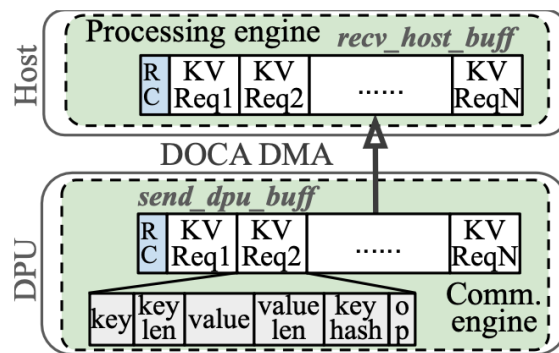 Host
Processing engine
recv_host_buff
R C
KV Req1
KV Req2
......
KV ReqN
DOCA DMA
DPU
send_dpu_buff
R C
KV Req1
KV Req2
......
KV ReqN
key
key len
value
value len
key hash
op
Comm. engine